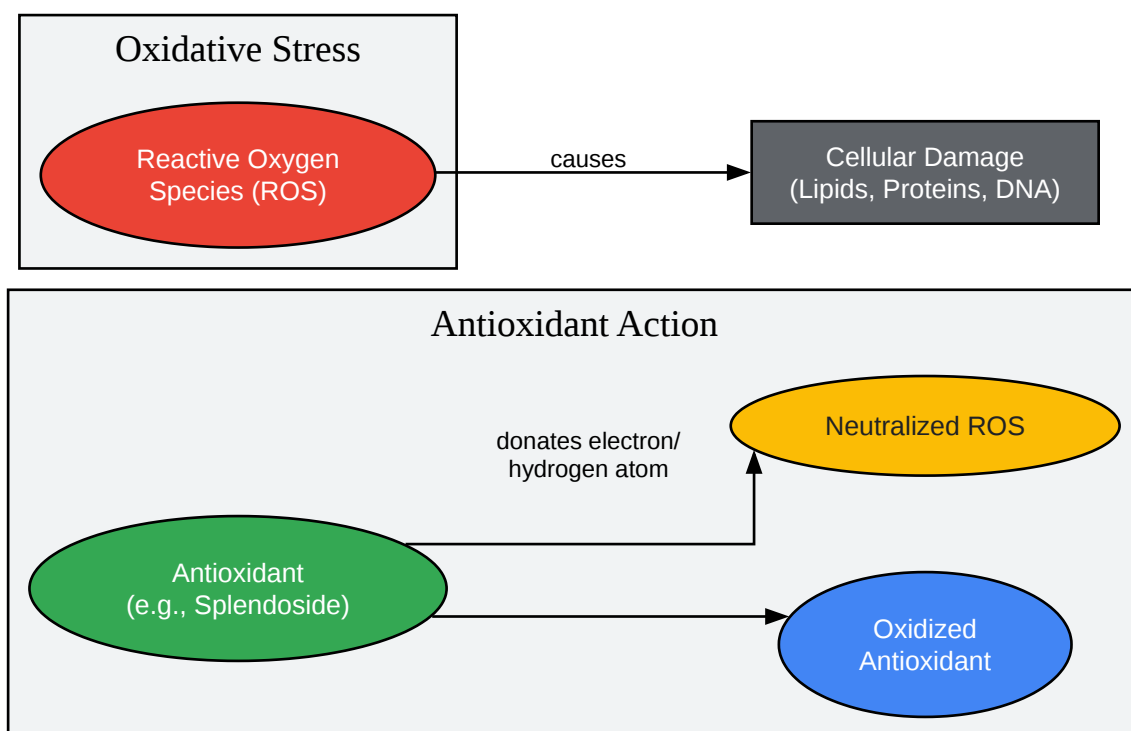 Oxidative Stress
Reactive Oxygen
Species (ROS)
causes
Cellular Damage
(Lipids, Proteins, DNA)
Antioxidant Action
donates electron/
hydrogen atom
Neutralized ROS
Antioxidant
(e.g., Splendoside)
Oxidized
Antioxidant